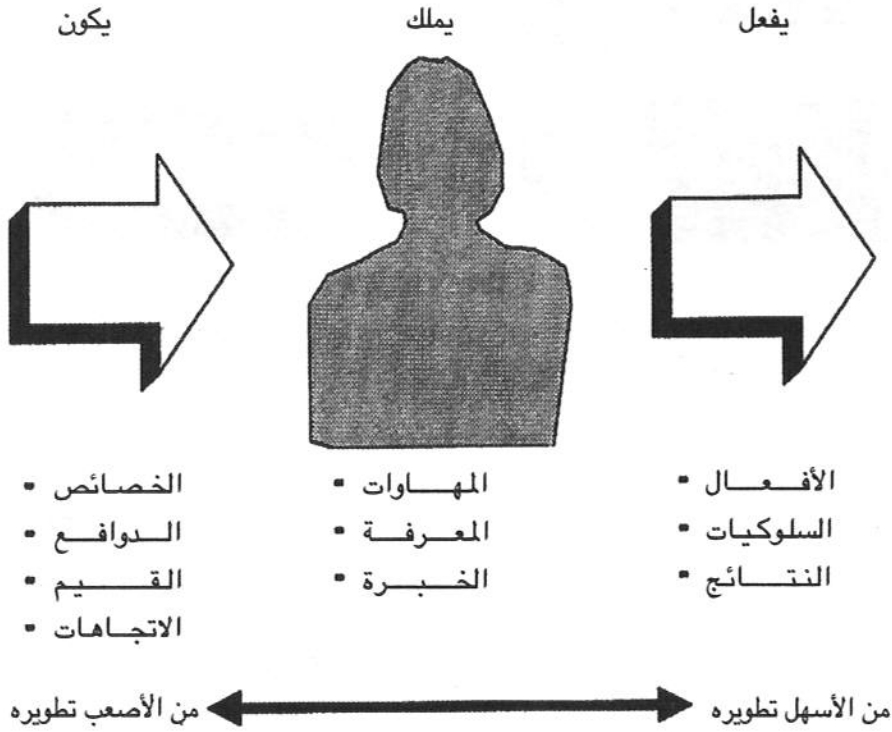 يفعل
يملك
يكون
الأفعال
السلوكيات
النتائج
المهاوات
المعرفة
الخبرة
الخصائص
الدوافع
القيم
الاتجاهات
من الأسهل تطويره
من الأصعب تطويره